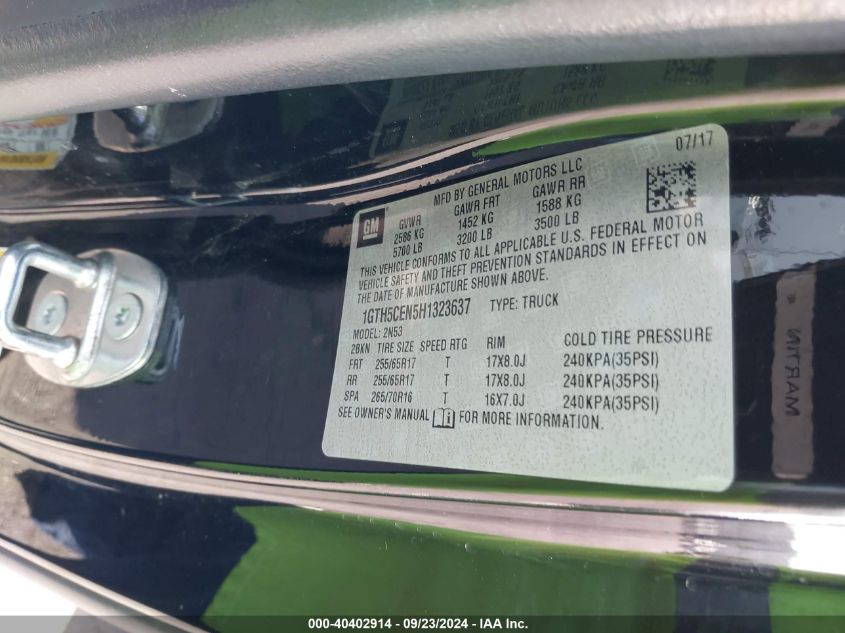 07/17
MFD BY GENERAL MOTORS LLC
GM
GVWR GAWR FRT GAWR RR
2586 KG 1452 KG 1588 KG
5700 LB 3200 LB 3500 LB
THIS VEHICLE CONFORMS TO ALL APPLICABLE U.S. FEDERAL MOTOR
VEHICLE SAFETY AND THEFT PREVENTION STANDARDS IN EFFECT ON
THE DATE OF MANUFACTURE SHOWN ABOVE.
1GTH5CEN5H1323637 TYPE: TRUCK
MODEL: 2N53
2BKN TIRE SIZE SPEED RTG RIM COLD TIRE PRESSURE
FRT 255/65R17 T 17X8.0J 240KPA(35PSI)
RR 255/65R17 T 17X8.0J 240KPA(35PSI)
SPA 265/70R16 T 16X7.0J 240KPA(35PSI)
SEE OWNER'S MANUAL FOR MORE INFORMATION.
000-40402914 - 09/23/2024 - IAA Inc.